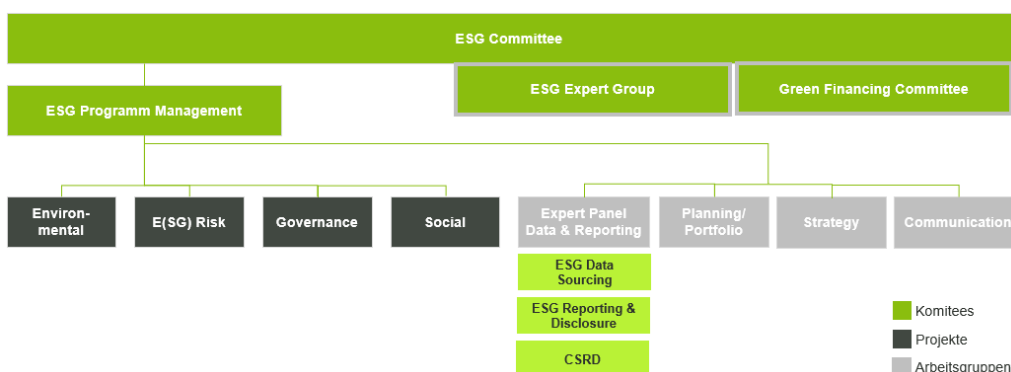 ESG Committee
ESG Expert Group
Green Financing Committee
ESG Programm Management
Environ-
mental
E(SG) Risk
Governance
Social
Expert Panel
Data & Reporting
Planning/
Portfolio
Strategy
Communication
ESG Data
Sourcing
ESG Reporting &
Disclosure
CSRD
Komitees
Projekte
Arbeitsgruppen